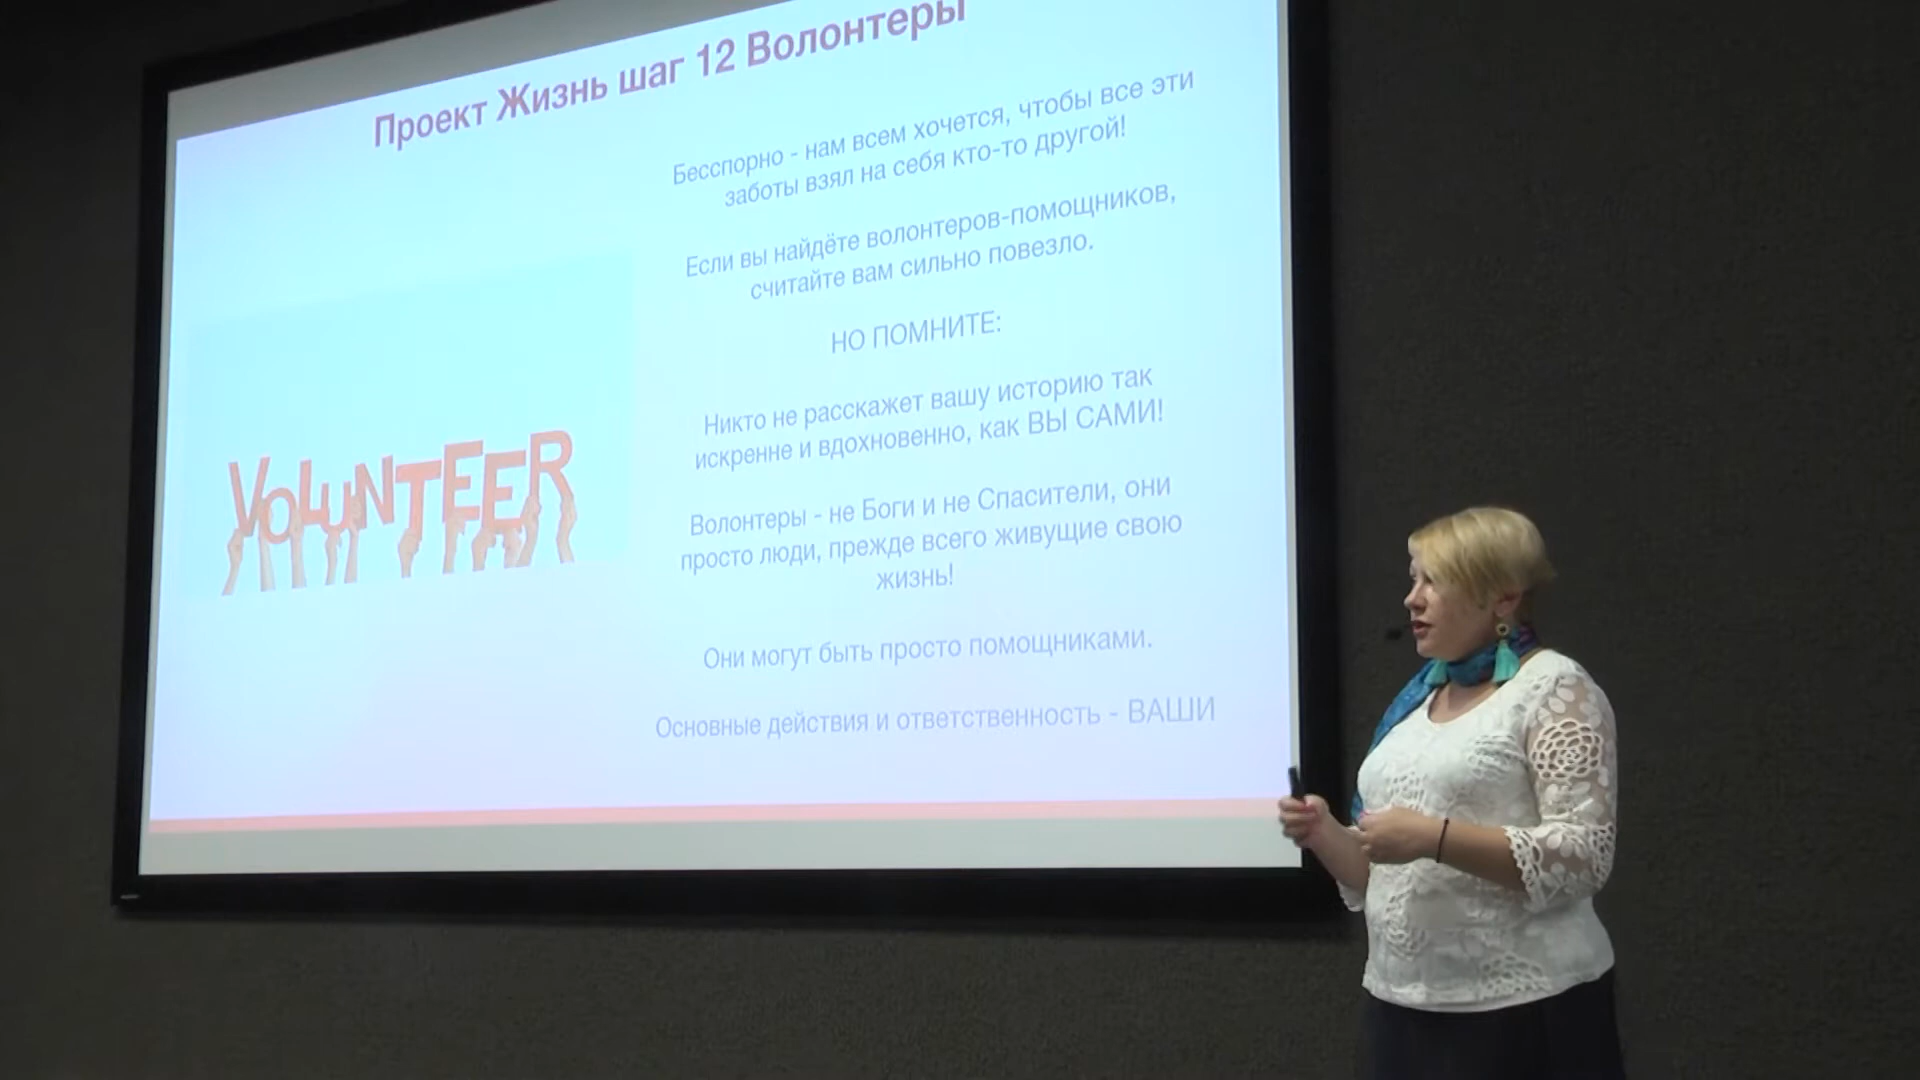 Проект Жизнь шаг 12 Волонтеры
Бесспорно - нам всем хочется, чтобы все эти
заботы взял на себя кто-то другой!
Если вы найдёте волонтеров-помощников,
считайте вам сильно повезло.
НО ПОМНИТЕ:
Никто не расскажет вашу историю так
искренне и вдохновенно, как ВЫ САМИ!
Волонтеры - не Боги и не Спасители, они
просто люди, прежде всего живущие свою
жизнь!
Они могут быть просто помощниками.
Основные действия и ответственность - ВАШИ
VOLUNTEER